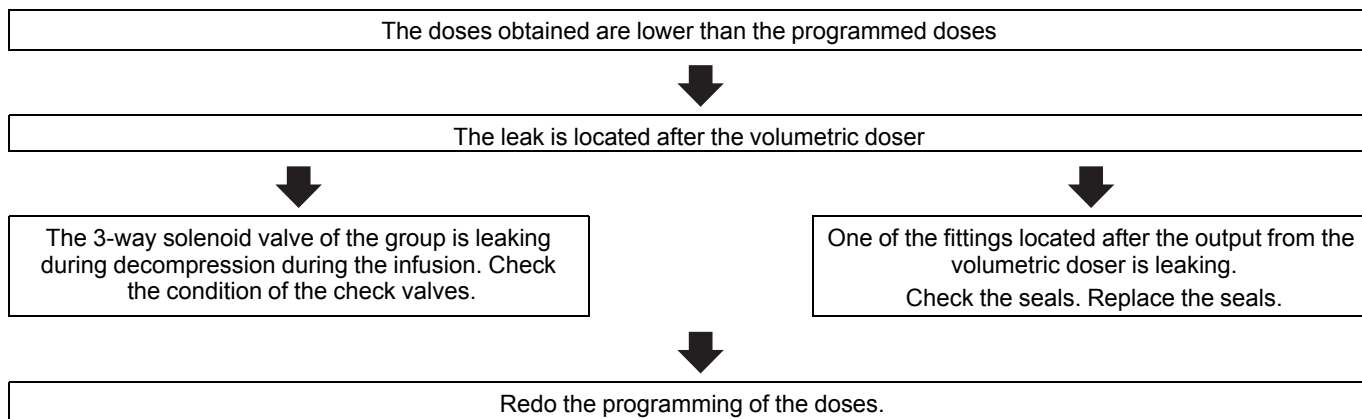 The doses obtained are lower than the programmed doses
The leak is located after the volumetric doser
The 3-way solenoid valve of the group is leaking
during decompression during the infusion. Check
the condition of the check valves.
One of the fittings located after the output from the
volumetric doser is leaking.
Check the seals. Replace the seals.
Redo the programming of the doses.